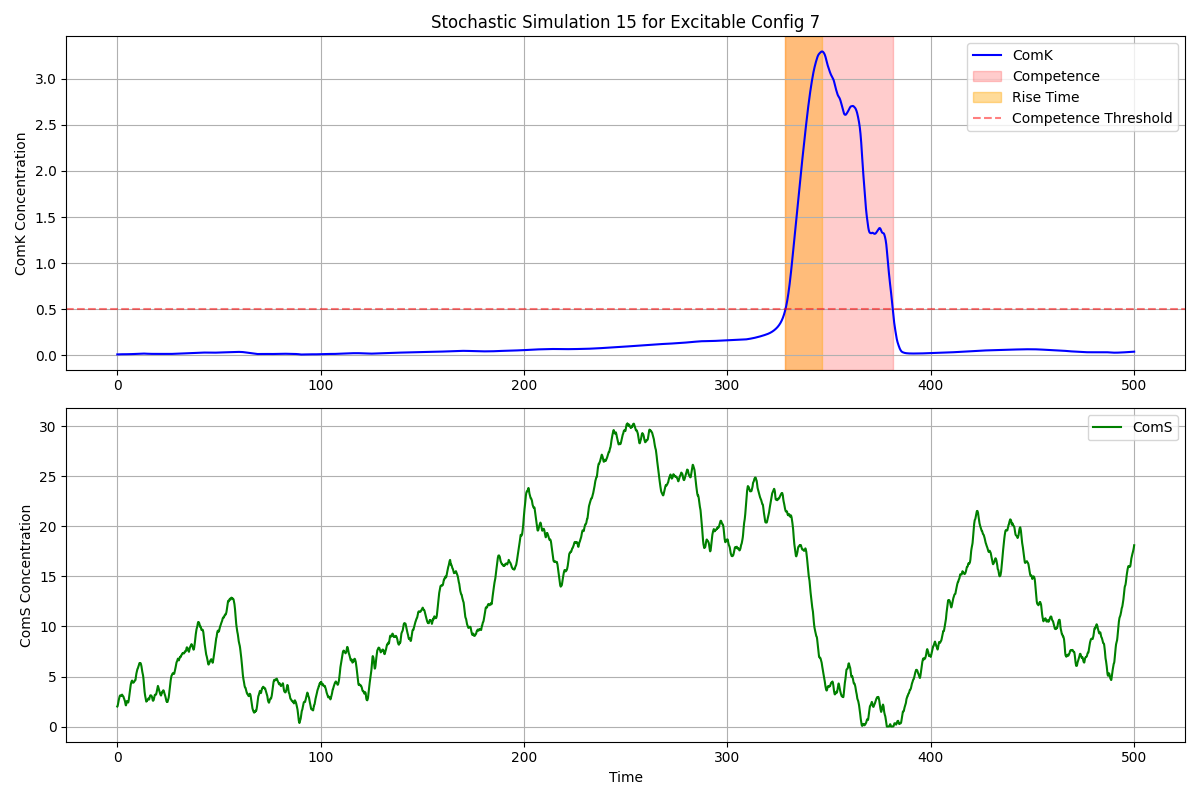 Stochastic Simulation 15 for Excitable Config 7
ComK Concentration
3.0
2.5
2.0
1.5
1.0
0.5
0.0
ComK
Competence
Rise Time
Competence Threshold
0 100 200 300 400 500
ComS Concentration
30
25
20
15
10
5
0
ComS
0 100 200 300 400 500
Time